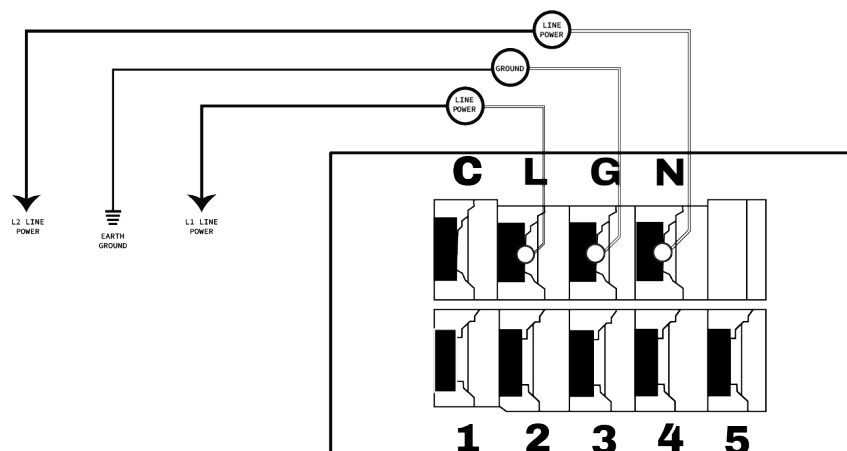 LINE
POWER
GROUND
LINE
POWER
L2 LINE
POWER
EARTH
GROUND
L1 LINE
POWER
C L G N
1 2 3 4 5